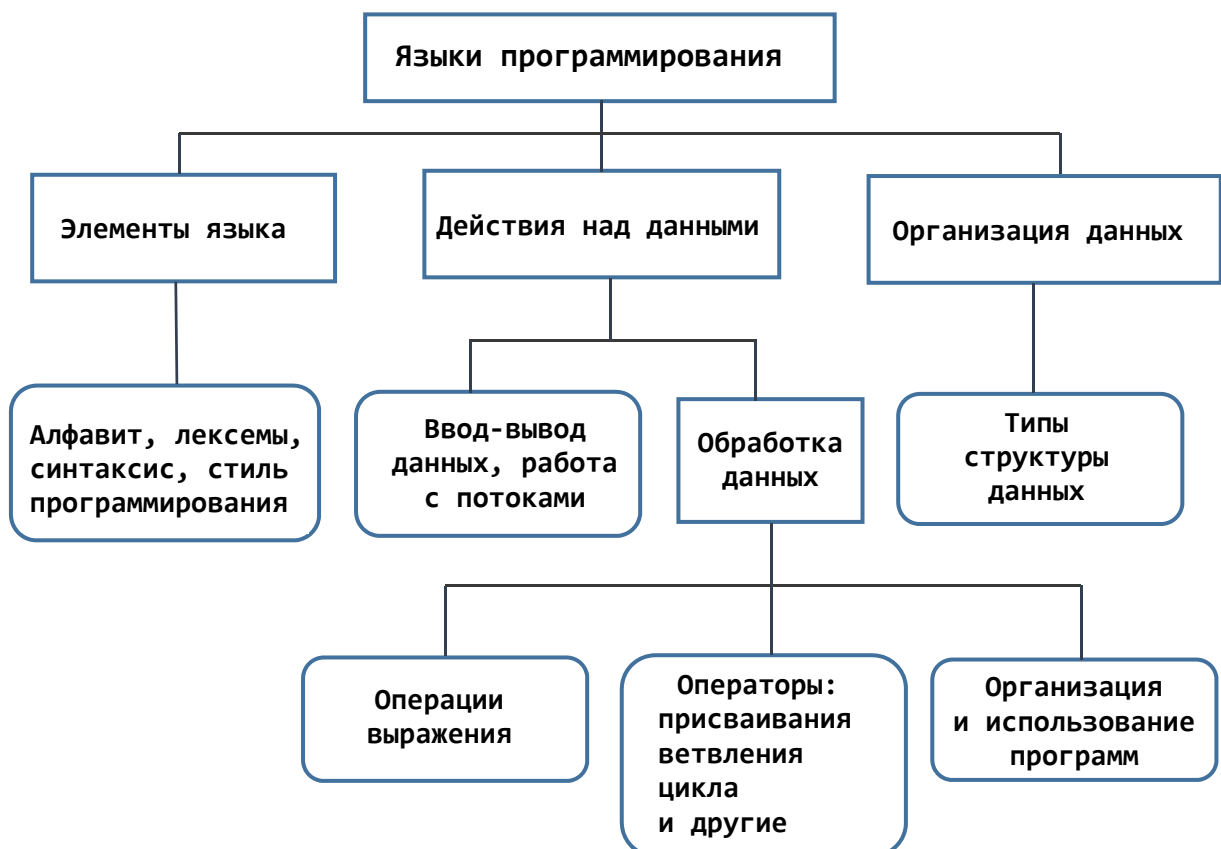 Языки программирования
Элементы языка
Действия над данными
Организация данных
Алфавит, лексемы,
синтаксис, стиль
программирования
Ввод-вывод
данных, работа
с потоками
Обработка
данных
Типы
структуры
данных
Операции
выражения
Операторы:
присваивания
ветвления
цикла
и другие
Организация
и использование
программ